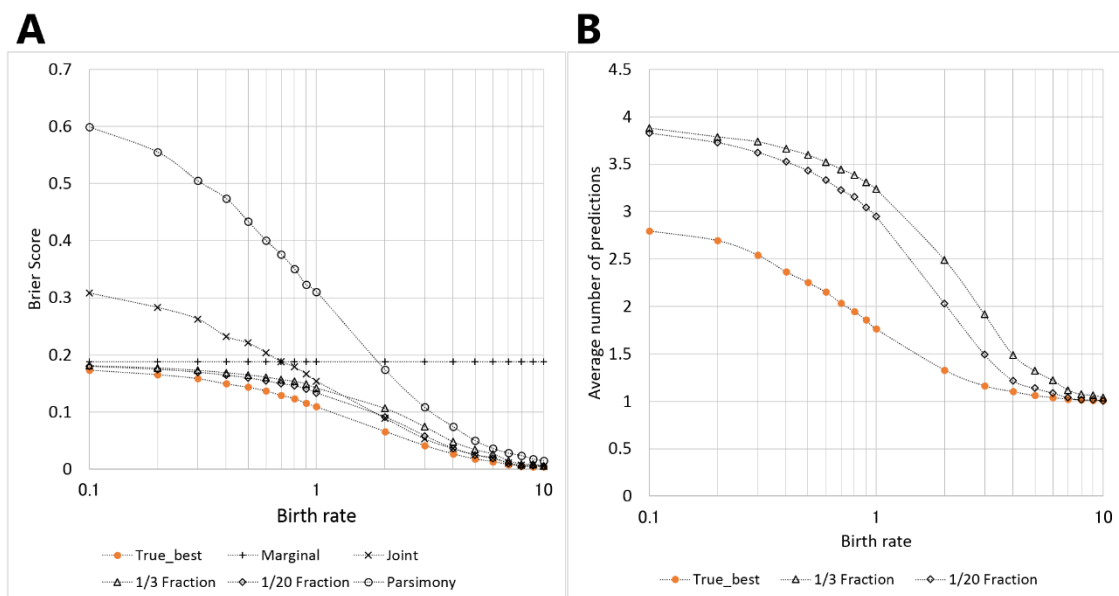 A
Brier Score
0.7
0.6
0.5
0.4
0.3
0.2
0.1
0
0.1 1 10
Birth rate
True_best Marginal Joint
1/3 Fraction 1/20 Fraction Parsimony
B
Average number of predictions
4.5
4
3.5
3
2.5
2
1.5
1
0.5
0
0.1 1 10
Birth rate
True_best 1/3 Fraction 1/20 Fraction